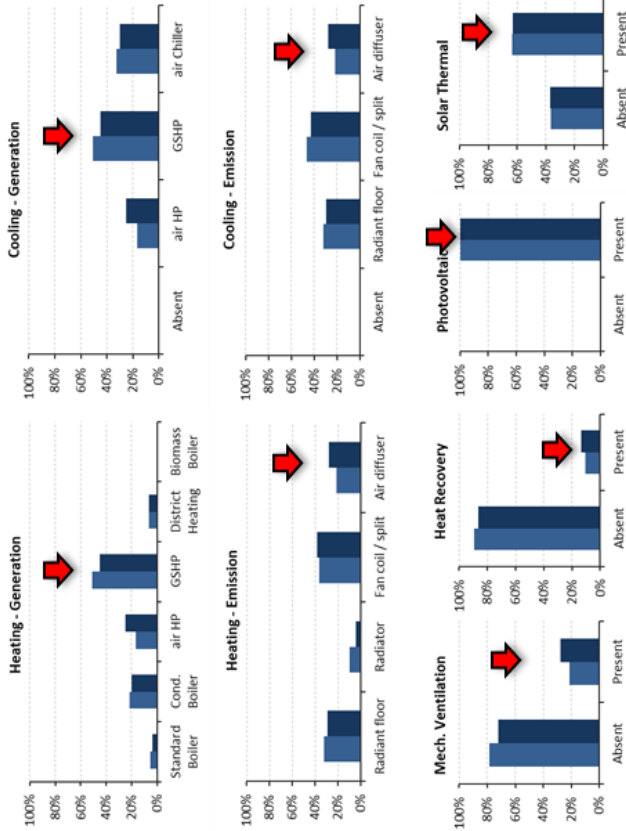 Heating - Generation
100%
80%
60%
40%
20%
0%
Standard
Boiler
Cond.
Boiler
air HP
GSHP
District
Heating
Biomass
Boiler
Cooling - Generation
100%
80%
60%
40%
20%
0%
Absent
air HP
GSHP
air Chiller
Heating - Emission
100%
80%
60%
40%
20%
0%
Radiant floor
Radiator
Fan coil / split
Air diffuser
Cooling - Emission
100%
80%
60%
40%
20%
0%
Absent
Radiant floor
Fan coil / split
Air diffuser
Mech. Ventilation
100%
80%
60%
40%
20%
0%
Absent
Present
Heat Recovery
100%
80%
60%
40%
20%
0%
Absent
Present
Photovoltaic
100%
80%
60%
40%
20%
0%
Absent
Present
Solar Thermal
100%
80%
60%
40%
20%
0%
Absent
Present